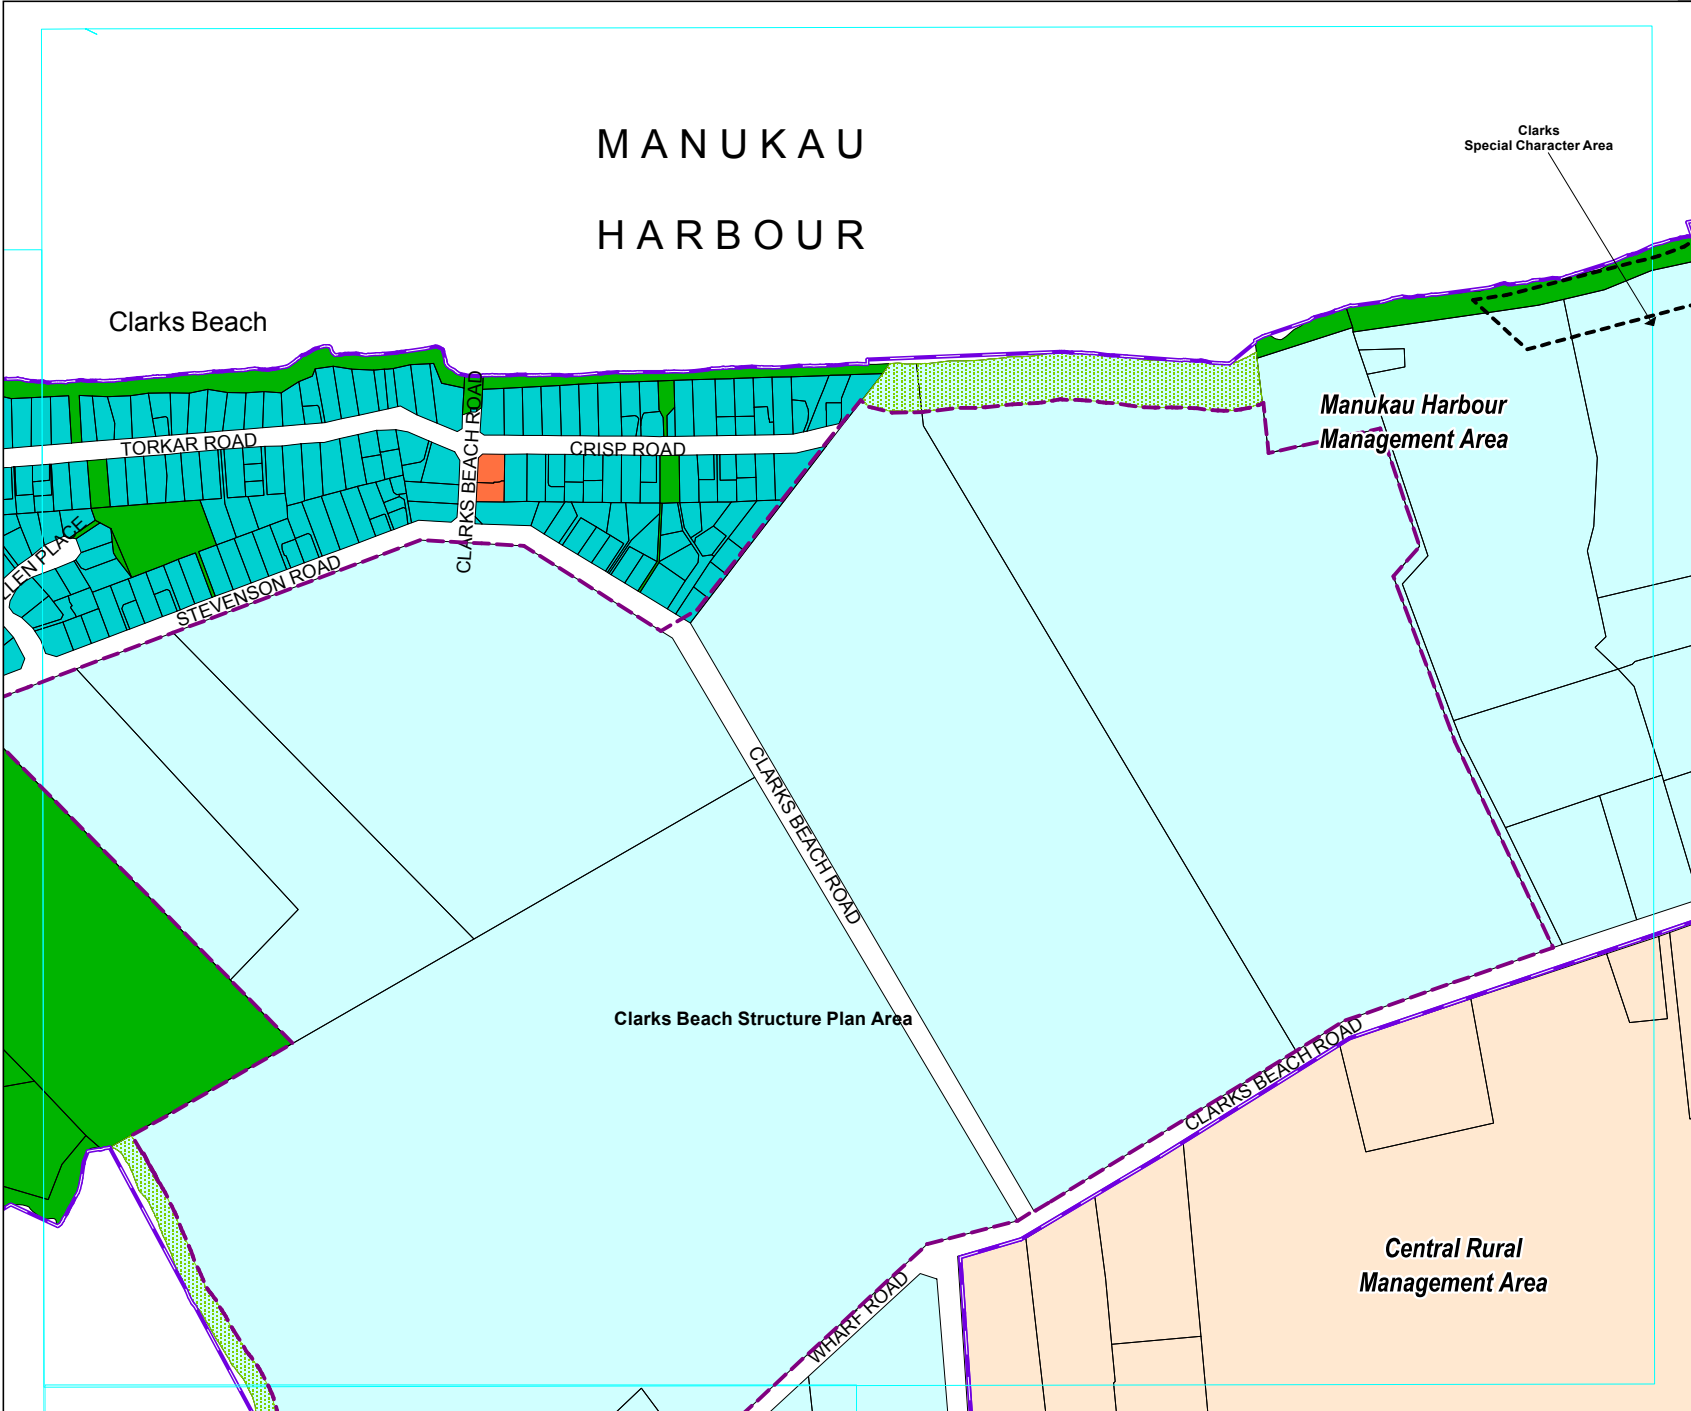 MANUKAU
HARBOUR
Clarks
Special Character Area
Clarks Beach
Manukau Harbour
Management Area
TORKAR ROAD
CLARKS BEACH ROAD
CRISP ROAD
LLEN PLACE
STEVENSON ROAD
CLARKS BEACH ROAD
Clarks Beach Structure Plan Area
CLARKS BEACH ROAD
Central Rural
Management Area
WHARF ROAD